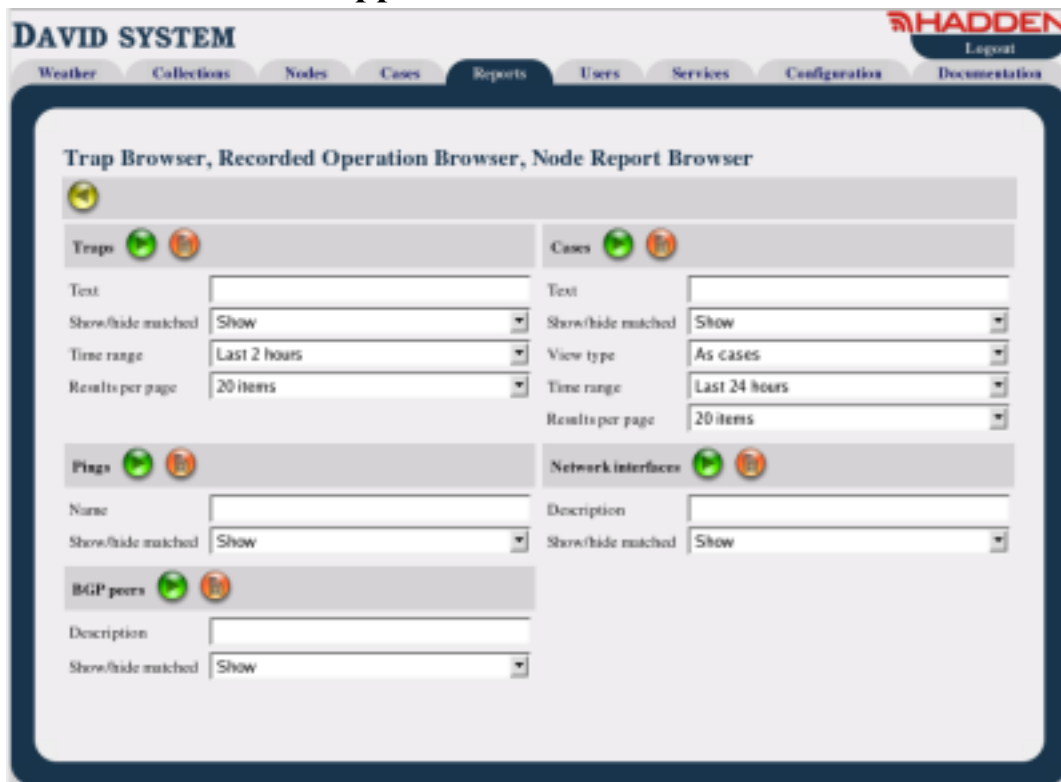 DAVID SYSTEM
HADDEN
Logout
Weather Collections Nodes Cases Reports Users Services Configuration Documentation
Trap Browser, Recorded Operation Browser, Node Report Browser
Traps
Text
Show/hide matched Show
Time range Last 2 hours
Results per page 20 items
Cases
Text
Show/hide matched Show
View type As cases
Time range Last 24 hours
Results per page 20 items
Pings
Name
Show/hide matched Show
Network interfaces
Description
Show/hide matched Show
BGP peers
Description
Show/hide matched Show